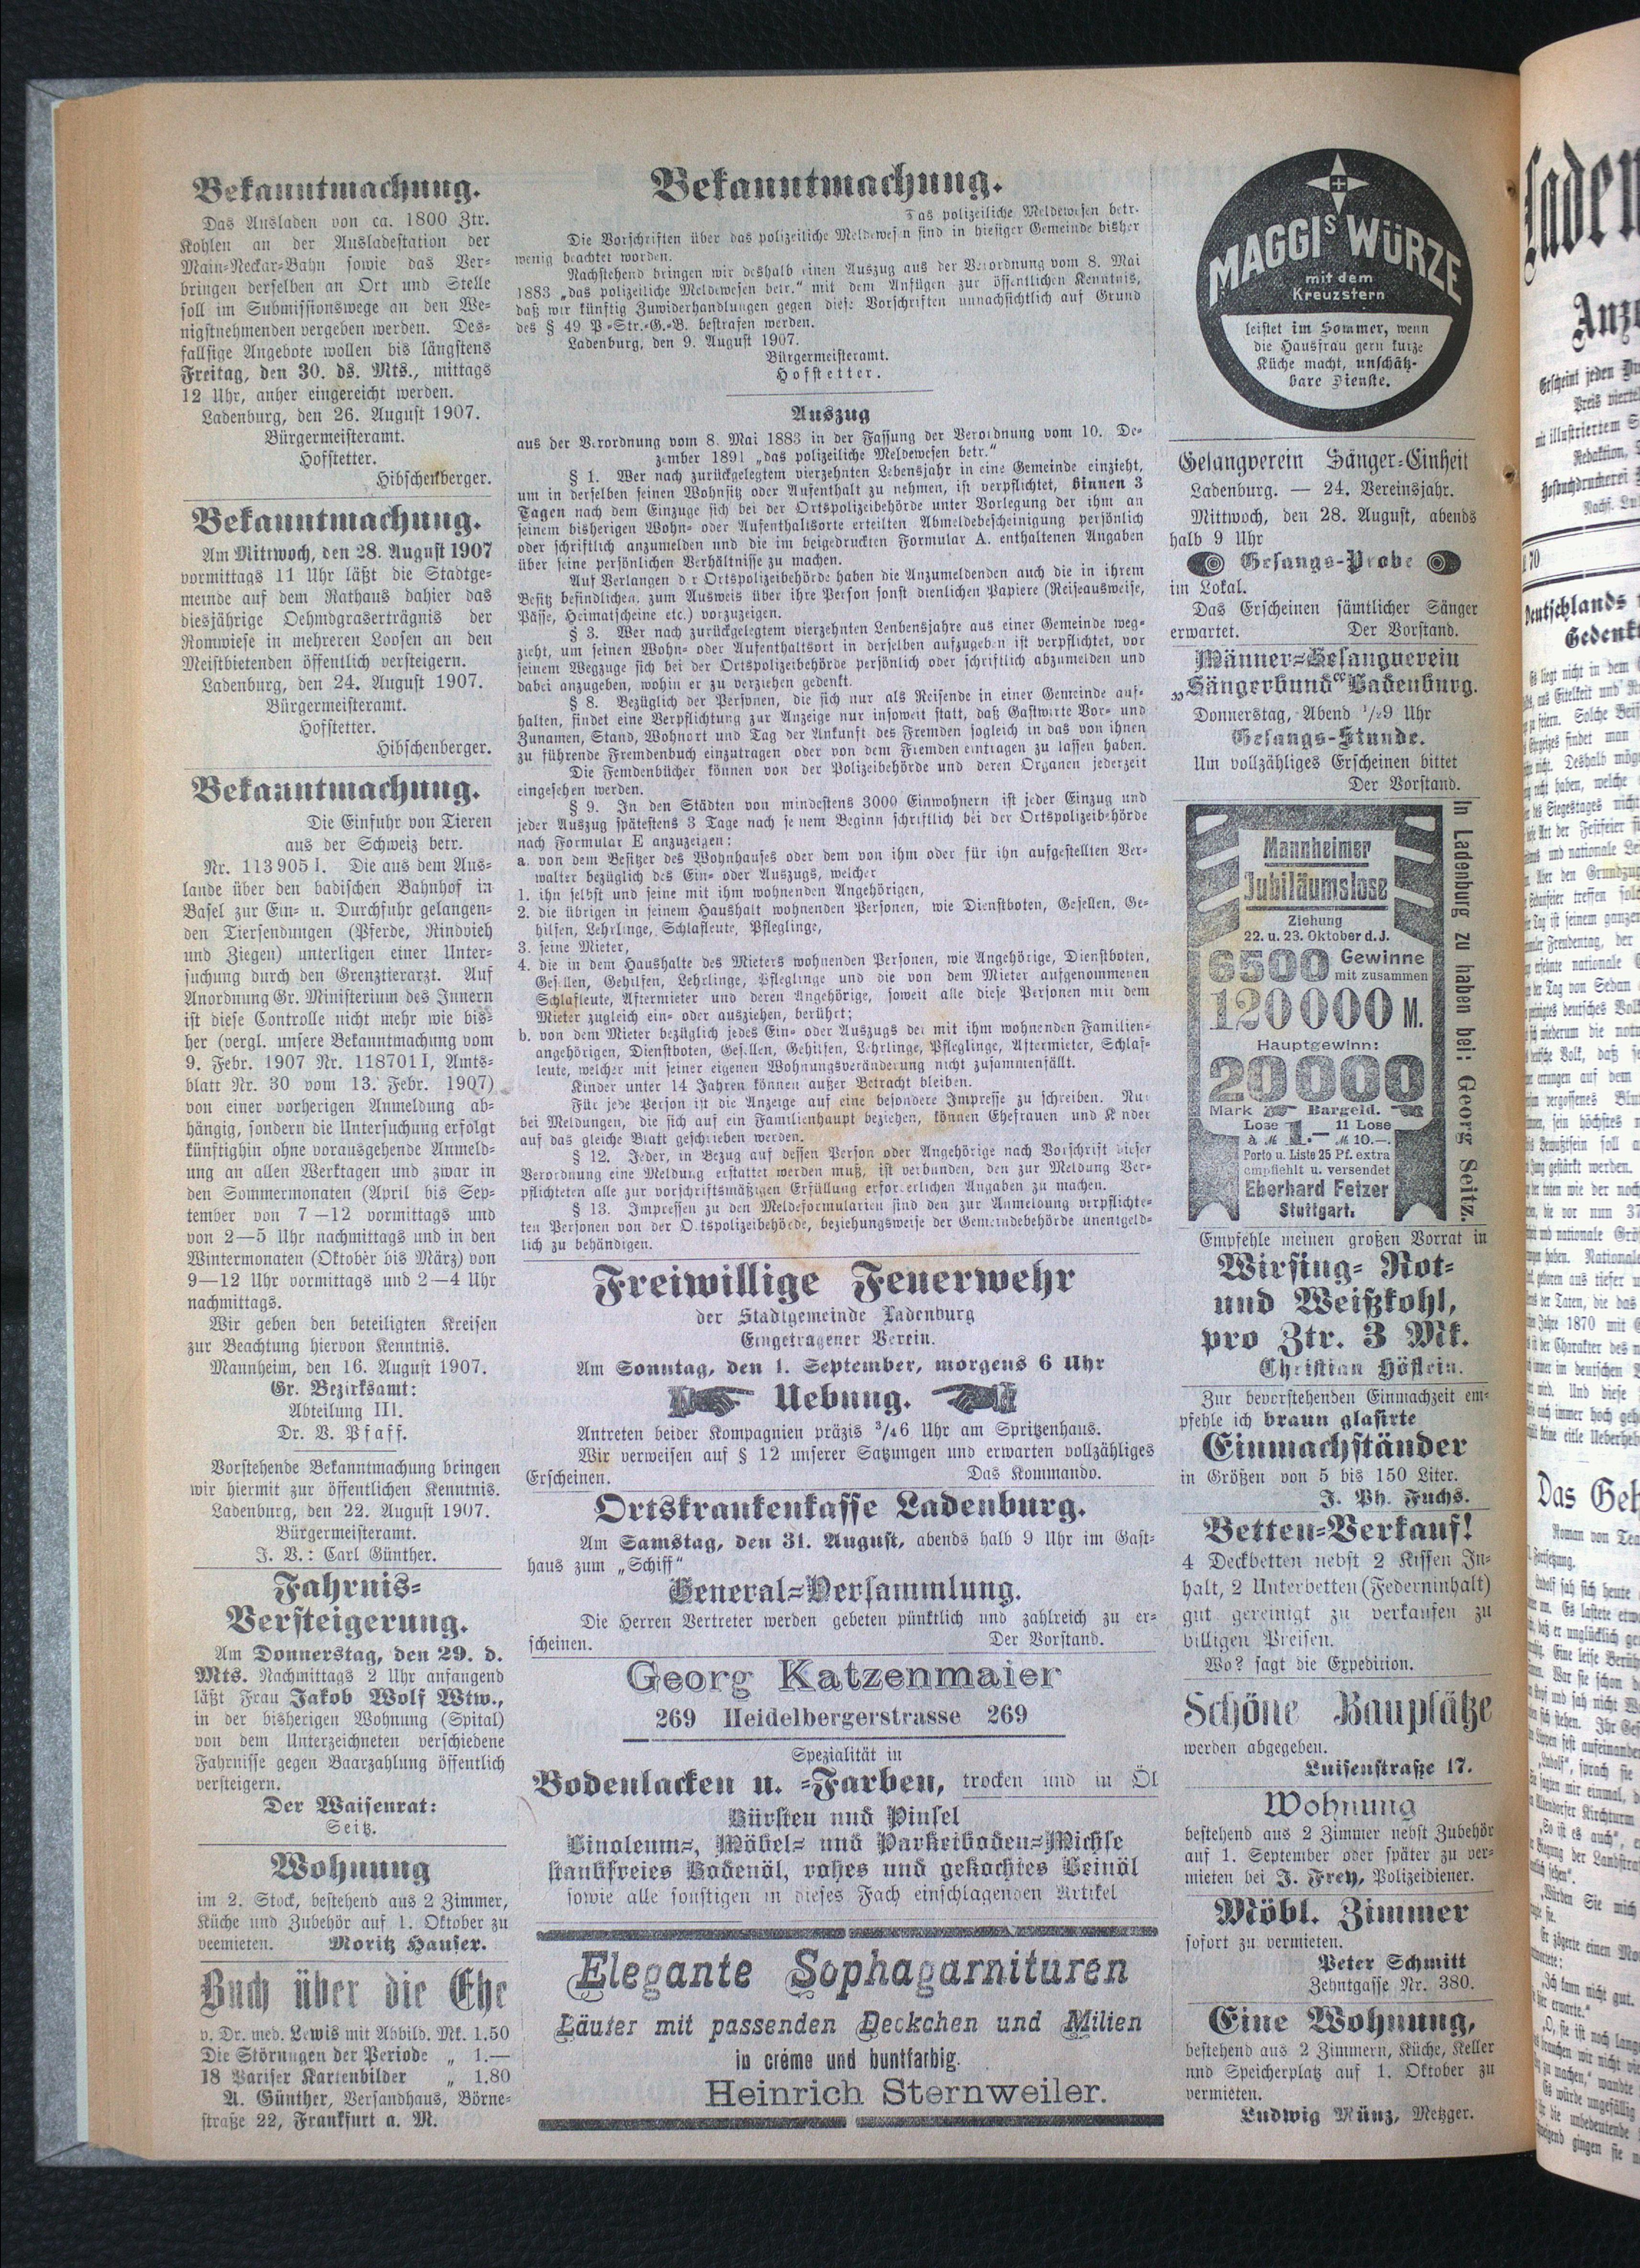 Bekanntmachung.
Das Ausladen von ca. 1800 Ztr.
Kohlen an der Ausladestation der
Main-Neckar-Bahn sowie das Ver-
bringen derselben an Ort und Stelle
soll im Submissionswege an den We-
nigstnehmenden vergeben werden. Des-
fallsige Angebote wollen bis längstens
Freitag, den 30. ds. Mts., mittags
12 Uhr, anher eingereicht werden.
Ladenburg, den 26. August 1907.
Bürgermeisteramt.
Hofstetter.
Hibschenberger.
Bekanntmachung.
Am Mittwoch, den 28. August 1907
vormittags 11 Uhr läßt die Stadtge-
meinde auf dem Rathaus dahier das
diesjährige Oehmdgraserträgnis der
Romwiese in mehreren Loosen an den
Meistbietenden öffentlich versteigern.
Ladenburg, den 24. August 1907.
Bürgermeisteramt.
Hofstetter.
Hibschenberger.
Bekanntmachung.
Die Einfuhr von Tieren
aus der Schweiz betr.
Nr. 113905 I. Die aus dem Aus-
lande über den badischen Bahnhof in
Basel zur Ein- u. Durchfuhr gelangen-
den Tiersendungen (Pferde, Rindvieh
und Ziegen) unterligen einer Unter-
suchung durch den Grenztierarzt. Auf
Anordnung Gr. Ministerium des Innern
ist diese Controlle nicht mehr wie bis-
her (vergl. unsere Bekanntmachung vom
9. Febr. 1907 Nr. 118701 I, Amts-
blatt Nr. 30 vom 13. Febr. 1907)
von einer vorherigen Anmeldung ab-
hängig, sondern die Untersuchung erfolgt
künftighin ohne vorausgehende Anmeld-
ung an allen Werktagen und zwar in
den Sommermonaten (April bis Sep-
tember von 7—12 vormittags und
von 2—5 Uhr nachmittags und in den
Wintermonaten (Oktober bis März) von
9—12 Uhr vormittags und 2—4 Uhr
nachmittags.
Wir geben den beteiligten Kreisen
zur Beachtung hiervon Kenntnis.
Mannheim, den 16. August 1907.
Gr. Bezirksamt:
Abteilung III.
Dr. V. Pfaff.
Vorstehende Bekanntmachung bringen
wir hiermit zur öffentlichen Kenntnis.
Ladenburg, den 22. August 1907.
Bürgermeisteramt.
J. V.: Carl Günther.
Fahrnis-
Versteigerung.
Am Donnerstag, den 29. d.
Mts. Nachmittags 2 Uhr anfangend
läßt Frau Jakob Wolf Wtw.,
in der bisherigen Wohnung (Spital)
von dem Unterzeichneten verschiedene
Fahrnisse gegen Baarzahlung öffentlich
versteigern.
Der Waisenrat:
Seitz.
Wohnung
im 2. Stock, bestehend aus 2 Zimmer,
Küche und Zubehör auf 1. Oktober zu
veemieten. Moritz Hauser.
Buch über die Ehe
v. Dr. med. Lewis mit Abbild. Mk. 1.50
Die Störungen der Periode „ 1.—
18 Pariser Kartenbilder „ 1.80
A. Günther, Versandhaus, Börne-
straße 22, Frankfurt a. M.
Bekanntmachung.
Das polizeiliche Meldewesen betr.
Die Vorschriften über das polizeiliche Meldewesen sind in hiesiger Gemeinde bisher
wenig beachtet worden.
Nachstehend bringen wir deshalb einen Auszug aus der Verordnung vom 8. Mai
1883 „das polizeiliche Meldewesen betr." mit dem Anfügen zur öffentlichen Kenntnis,
daß wir künftig Zuwiderhandlungen gegen diese Vorschriften unnachsichtlich auf Grund
des § 49 P.-Str.-G.-B. bestrafen werden.
Ladenburg, den 9. August 1907.
Bürgermeisteramt.
Hofstetter.
Auszug
aus der Verordnung vom 8. Mai 1883 in der Fassung der Verordnung vom 10. De-
zember 1891 „das polizeiliche Meldewesen betr."
§ 1. Wer nach zurückgelegtem vierzehnten Lebensjahr in eine Gemeinde einzieht,
um in derselben seinen Wohnsitz oder Aufenthalt zu nehmen, ist verpflichtet, binnen 3
Tagen nach dem Einzuge sich bei der Ortspolizeibehörde unter Vorlegung der ihm an
seinem bisherigen Wohn- oder Aufenthaltsorte erteilten Abmeldebescheinigung persönlich
oder schriftlich anzumelden und die im beigedruckten Formular A. enthaltenen Angaben
über seine persönlichen Verhältnisse zu machen.
Auf Verlangen der Ortspolizeibehörde haben die Anzumeldenden auch die in ihrem
Besitz befindlichen, zum Ausweis über ihre Person sonst dienlichen Papiere (Reiseausweise,
Pässe, Heimatscheine etc.) vorzuzeigen.
§ 3. Wer nach zurückgelegtem vierzehnten Lenbensjahre aus einer Gemeinde weg-
zieht, um seinen Wohn- oder Aufenthaltsort in derselben aufzugeben ist verpflichtet, vor
seinem Wegzuge sich bei der Ortspolizeibehörde persönlich oder schriftlich abzumelden und
dabei anzugeben, wohin er zu verziehen gedenkt.
§ 8. Bezüglich der Personen, die sich nur als Reisende in einer Gemeinde auf-
halten, findet eine Verpflichtung zur Anzeige nur insoweit statt, daß Gastwirte Vor- und
Zunamen, Stand, Wohnort und Tag der Ankunft des Fremden sogleich in das von ihnen
zu führende Fremdenbuch einzutragen oder von dem Fremden eintragen zu lassen haben.
Die Femdenbücher können von der Polizeibehörde und deren Organen jederzeit
eingesehen werden.
§ 9. In den Städten von mindestens 3000 Einwohnern ist jeder Einzug und
jeder Auszug spätestens 3 Tage nach seinem Beginn schriftlich bei der Ortspolizeibehörde
nach Formular E anzuzeigen:
a. von dem Besitzer des Wohnhauses oder dem von ihm oder für ihn aufgestellten Ver-
walter bezüglich des Ein- oder Auszugs, welcher
1. ihn selbst und seine mit ihm wohnenden Angehörigen,
2. die übrigen in seinem Haushalt wohnenden Personen, wie Dienstboten, Gesellen, Ge-
hilfen, Lehrlinge, Schlafleute, Pfleglinge,
3. seine Mieter,
4. die in dem Haushalte des Mieters wohnenden Personen, wie Angehörige, Dienstboten,
Gesellen, Gehilfen, Lehrlinge, Pfleglinge und die von dem Mieter aufgenommenen
Schlafleute, Aftermieter und deren Angehörige, soweit alle diese Personen mit dem
Mieter zugleich ein- oder ausziehen, berührt;
b. von dem Mieter bezüglich jedes Ein- oder Auszugs der mit ihm wohnenden Familien-
angehörigen, Dienstboten, Gesellen, Gehilfen, Lehrlinge, Pfleglinge, Aftermieter, Schlaf-
leute, welcher mit seiner eigenen Wohnungsveränderung nicht zusammenfällt.
Kinder unter 14 Jahren können außer Betracht bleiben.
Für jede Person ist die Anzeige auf eine besondere Impresse zu schreiben. Nur
bei Meldungen, die sich auf ein Familienhaupt beziehen, können Ehefrauen und Kinder
auf das gleiche Blatt geschrieben werden.
§ 12. Jeder, in Bezug auf dessen Person oder Angehörige nach Vorschrift dieser
Verordnung eine Meldung erstattet werden muß, ist verbunden, den zur Meldung Ver-
pflichteten alle zur vorschriftsmäßigen Erfüllung erforderlichen Angaben zu machen.
§ 13. Impressen zu den Meldeformularien sind den zur Anmeldung verpflichte-
ten Personen von der Ortspolizeibehörde, beziehungsweise der Gemeindebehörde unentgeld-
lich zu behändigen.
Freiwillige Feuerwehr
der Stadtgemeinde Ladenburg
Eingetragener Verein.
Am Sonntag, den 1. September, morgens 6 Uhr
Uebung.
Antreten beider Kompagnien präzis ³/₄6 Uhr am Spritzenhaus.
Wir verweisen auf § 12 unserer Satzungen und erwarten vollzähliges
Erscheinen. Das Kommando.
Ortskrankenkasse Ladenburg.
Am Samstag, den 31. August, abends halb 9 Uhr im Gast-
haus zum „Schiff"
General-Versammlung.
Die Herren Vertreter werden gebeten pünktlich und zahlreich zu er-
scheinen. Der Vorstand.
Georg Katzenmaier
269 Heidelbergerstrasse 269
Spezialität in
Bodenlacken u. -Farben, trocken und in Öl
Bürsten und Pinsel
Linoleum-, Möbel- und Parketboden-Wichse
staubfreies Bodenöl, rohes und gekochtes Leinöl
sowie alle sonstigen in dieses Fach einschlagenden Artikel
Elegante Sophagarnituren
Läufer mit passenden Deckchen und Milien
in crême und buntfarbig.
Heinrich Sternweiler.
MAGGIs WÜRZE
mit dem
Kreuzstern
leistet im Sommer, wenn
die Hausfrau gern kurze
Küche macht, unschätz-
bare Dienste.
Gesangverein Sänger-Einheit
Ladenburg. — 24. Vereinsjahr.
Mittwoch, den 28. August, abends
halb 9 Uhr
Gesangs-Probe
im Lokal.
Das Erscheinen sämtlicher Sänger
erwartet. Der Vorstand.
Männer-Gesangverein
„Sängerbund" Ladenburg.
Donnerstag, Abend ¹/₂9 Uhr
Gesangs-Stunde.
Um vollzähliges Erscheinen bittet
Der Vorstand.
Mannheimer
Jubiläumslose
Ziehung
22. u. 23. Oktober d. J.
6500 Gewinne
mit zusammen
120000 M.
Hauptgewinn:
20000
Mark Bargeld.
Lose 11 Lose
à M 1.— M 10.—.
Porto u. Liste 25 Pf. extra
empfiehlt u. versendet
Eberhard Fetzer
Stuttgart.
In Ladenburg zu haben bei: Georg Seitz.
Empfehle meinen großen Vorrat in
Wirsing- Rot-
und Weißkohl,
pro Ztr. 3 Mk.
Christian Höflein.
Zur bevorstehenden Einmachzeit em-
pfehle ich braun glasirte
Einmachständer
in Größen von 5 bis 150 Liter.
J. Ph. Fuchs.
Betten-Verkauf!
4 Deckbetten nebst 2 Kissen In-
halt, 2 Unterbetten (Federninhalt)
gut gereinigt zu verkaufen zu
billigen Preisen.
Wo? sagt die Expedition.
Schöne Bauplätze
werden abgegeben.
Luisenstraße 17.
Wohnung
bestehend aus 2 Zimmer nebst Zubehör
auf 1. September oder später zu ver-
mieten bei J. Frey, Polizeidiener.
Möbl. Zimmer
sofort zu vermieten.
Peter Schmitt
Zehntgasse Nr. 380.
Eine Wohnung,
bestehend aus 2 Zimmern, Küche, Keller
und Speicherplatz auf 1. Oktober zu
vermieten.
Ludwig Münz, Metzger.